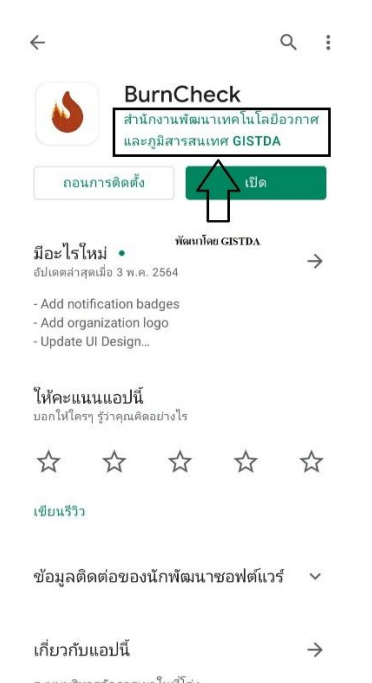 BurnCheck
สำนักงานพัฒนาเทคโนโลยีอวกาศ
และภูมิสารสนเทศ GISTDA
ถอนการติดตั้ง
เปิด
พัฒนาโดย GISTDA
มีอะไรใหม่ •
อัปเดตล่าสุดเมื่อ 3 พ.ค. 2564
- Add notification badges
- Add organization logo
- Update UI Design...
ให้คะแนนแอปนี้
บอกให้ใครๆ รู้ว่าคุณคิดอย่างไร
เขียนรีวิว
ข้อมูลติดต่อของนักพัฒนาซอฟต์แวร์
เกี่ยวกับแอปนี้